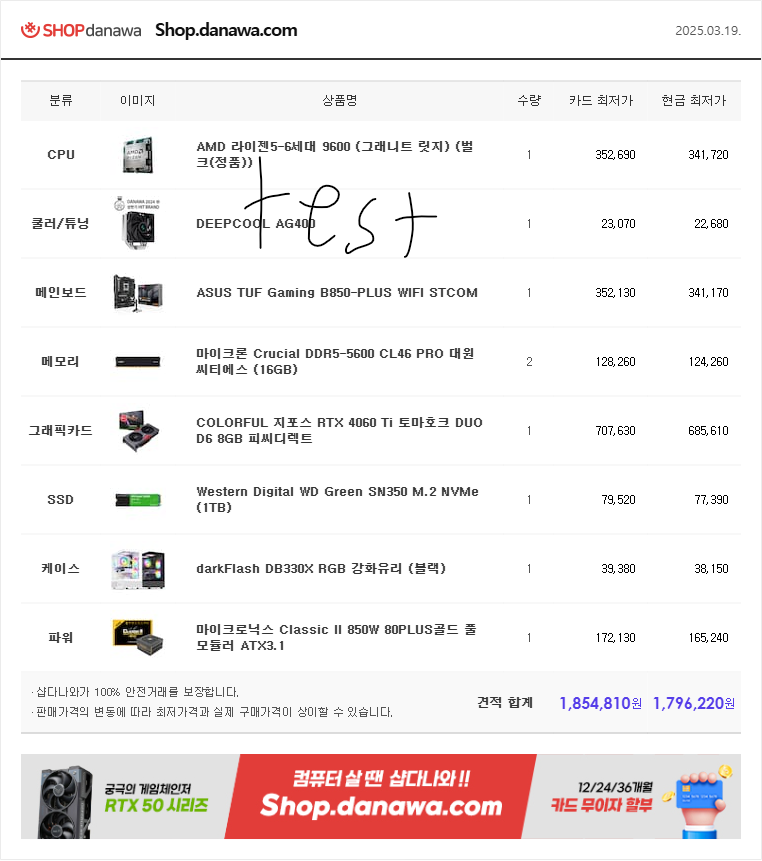 SHOPdanawa Shop.danawa.com 2025.03.19.
분류 이미지 상품명 수량 카드 최저가 현금 최저가
CPU AMD 라이젠5-6세대 9600 (그래니트 릿지) (벌
크(정품)) 1 352,690 341,720
test
쿨러/튜닝 DEEPCOOL AG400 1 23,070 22,680
메인보드 ASUS TUF Gaming B850-PLUS WIFI STCOM 1 352,130 341,170
메모리 마이크론 Crucial DDR5-5600 CL46 PRO 대원
씨티에스 (16GB) 2 128,260 124,260
그래픽카드 COLORFUL 지포스 RTX 4060 Ti 토마호크 DUO
D6 8GB 피씨디렉트 1 707,630 685,610
SSD Western Digital WD Green SN350 M.2 NVMe
(1TB) 1 79,520 77,390
케이스 darkFlash DB330X RGB 강화유리 (블랙) 1 39,380 38,150
파워 마이크로닉스 Classic II 850W 80PLUS골드 풀
모듈러 ATX3.1 1 172,130 165,240
· 샵다나와가 100% 안전거래를 보장합니다.
· 판매가격의 변동에 따라 최저가격과 실제 구매가격이 상이할 수 있습니다.
견적 합계 1,854,810원 1,796,220원
궁극의 게임체인저
RTX 50 시리즈
컴퓨터 살 땐 샵다나와!!
Shop.danawa.com
12/24/36개월
카드 무이자 할부